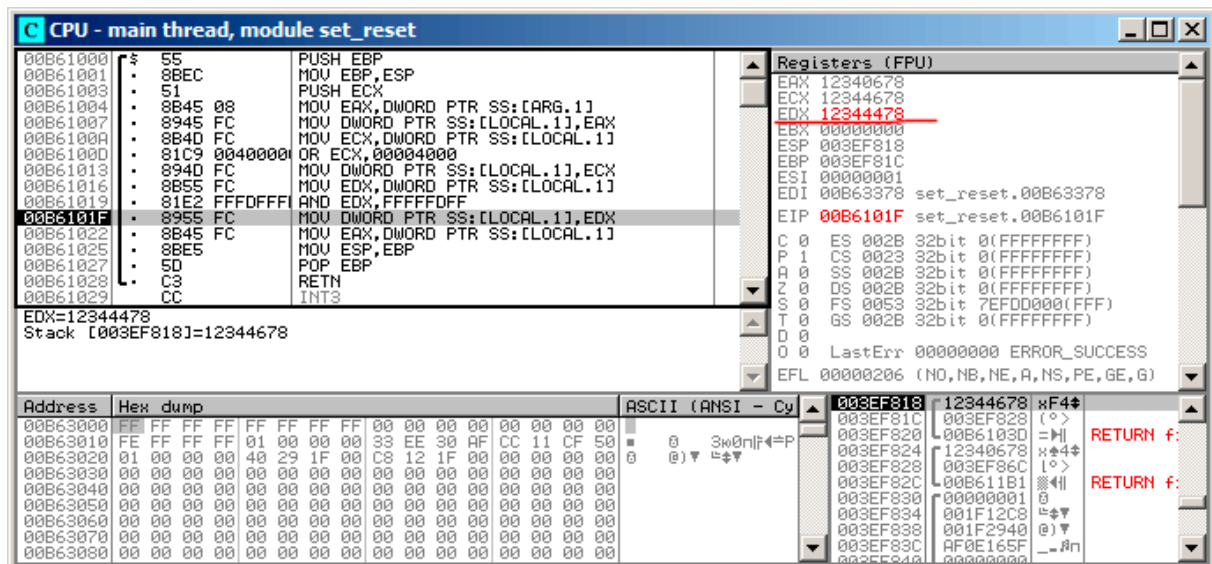 CPU - main thread, module set_reset
00B61000 $ 55 PUSH EBP
00B61001 . 8BEC MOV EBP,ESP
00B61003 . 51 PUSH ECX
00B61004 . 8B45 08 MOV EAX,DWORD PTR SS:[ARG.1]
00B61007 . 8945 FC MOV DWORD PTR SS:[LOCAL.1],EAX
00B6100A . 8B4D FC MOV ECX,DWORD PTR SS:[LOCAL.1]
00B6100D . 81C9 0040000 OR ECX,00004000
00B61013 . 894D FC MOV DWORD PTR SS:[LOCAL.1],ECX
00B61016 . 8B55 FC MOV EDX,DWORD PTR SS:[LOCAL.1]
00B61019 . 81E2 FFFDFFF AND EDX,FFFFFDFF
00B6101F . 8955 FC MOV DWORD PTR SS:[LOCAL.1],EDX
00B61022 . 8B45 FC MOV EAX,DWORD PTR SS:[LOCAL.1]
00B61025 . 8BE5 MOV ESP,EBP
00B61027 . 5D POP EBP
00B61028 . C3 RETN
00B61029 CC INT3
EDX=12344478
Stack [003EF818]=12344678
Registers (FPU)
EAX 12340678
ECX 12344678
EDX 12344478
EBX 00000000
ESP 003EF818
EBP 003EF81C
ESI 00000001
EDI 00B63378 set_reset.00B63378
EIP 00B6101F set_reset.00B6101F
C 0 ES 002B 32bit 0(FFFFFFFF)
P 1 CS 0023 32bit 0(FFFFFFFF)
A 0 SS 002B 32bit 0(FFFFFFFF)
Z 0 DS 002B 32bit 0(FFFFFFFF)
S 0 FS 0053 32bit 7EFDD000(FFF)
T 0 GS 002B 32bit 0(FFFFFFFF)
D 0
O 0 LastErr 00000000 ERROR_SUCCESS
EFL 00000206 (NO,NB,NE,A,NS,PE,GE,G)
Address Hex dump ASCII (ANSI - Cy
00B63000 FF FF FF FF FF FF FF FF 00 00 00 00 00 00 00 00
00B63010 FE FF FF FF 01 00 00 00 33 EE 30 AF CC 11 CF 50
00B63020 01 00 00 00 40 29 1F 00 C8 12 1F 00 00 00 00 00
00B63030 00 00 00 00 00 00 00 00 00 00 00 00 00 00 00 00
00B63040 00 00 00 00 00 00 00 00 00 00 00 00 00 00 00 00
00B63050 00 00 00 00 00 00 00 00 00 00 00 00 00 00 00 00
00B63060 00 00 00 00 00 00 00 00 00 00 00 00 00 00 00 00
00B63070 00 00 00 00 00 00 00 00 00 00 00 00 00 00 00 00
00B63080 00 00 00 00 00 00 00 00 00 00 00 00 00 00 00 00
003EF818 12344678 xF4‡
003EF81C 003EF828
003EF820 00B6103D RETURN f
003EF824 12340678
003EF828 003EF86C
003EF82C 00B611B1 RETURN f
003EF830 00000001
003EF834 001F12C8
003EF838 001F2940
003EF83C AF0E165F
003EF840 00000000